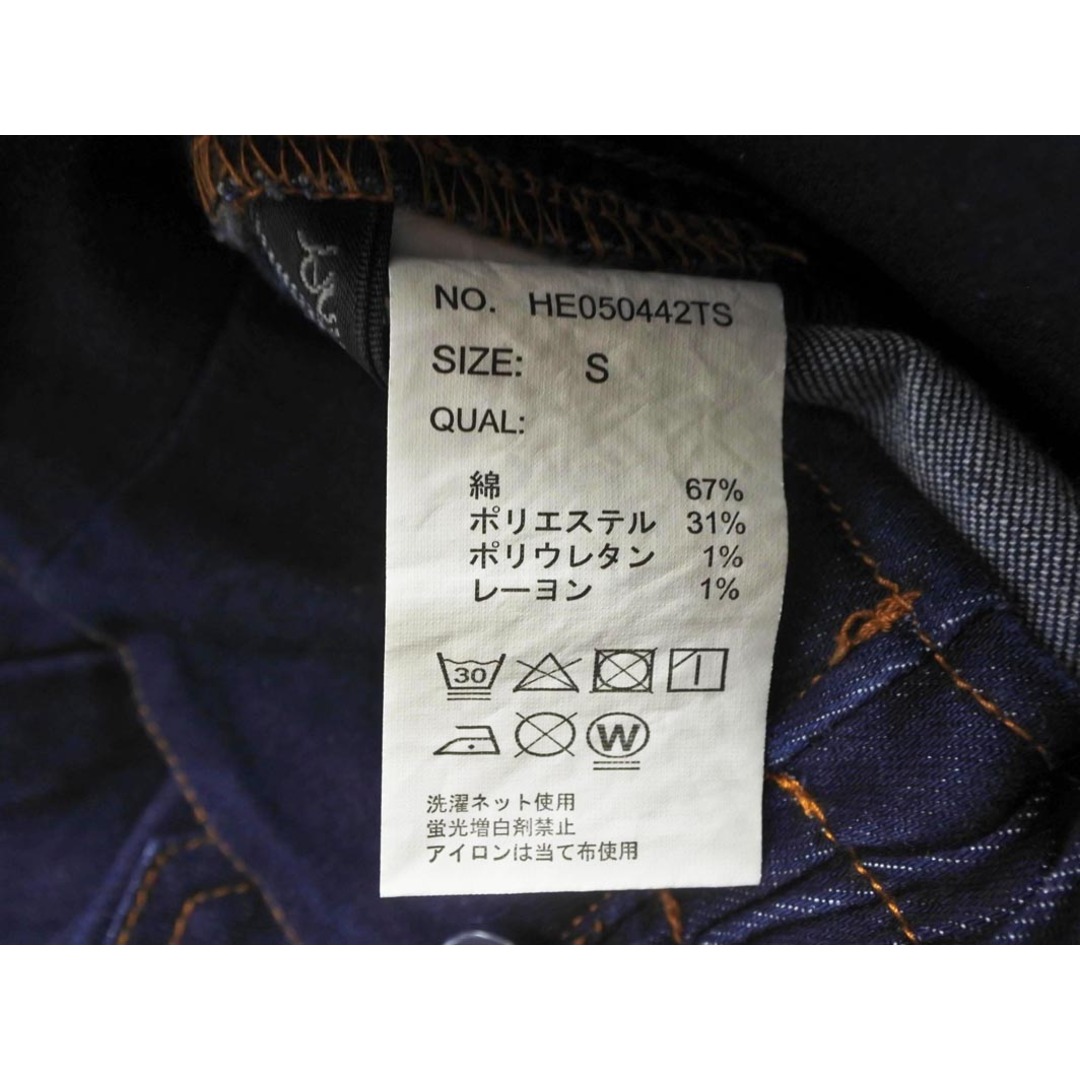 NO. HE050442TS
SIZE: S
QUAL:
綿 67%
ポリエステル 31%
ポリウレタン 1%
レーヨン 1%
30
W
洗濯ネット使用
蛍光増白剤禁止
アイロンは当て布使用